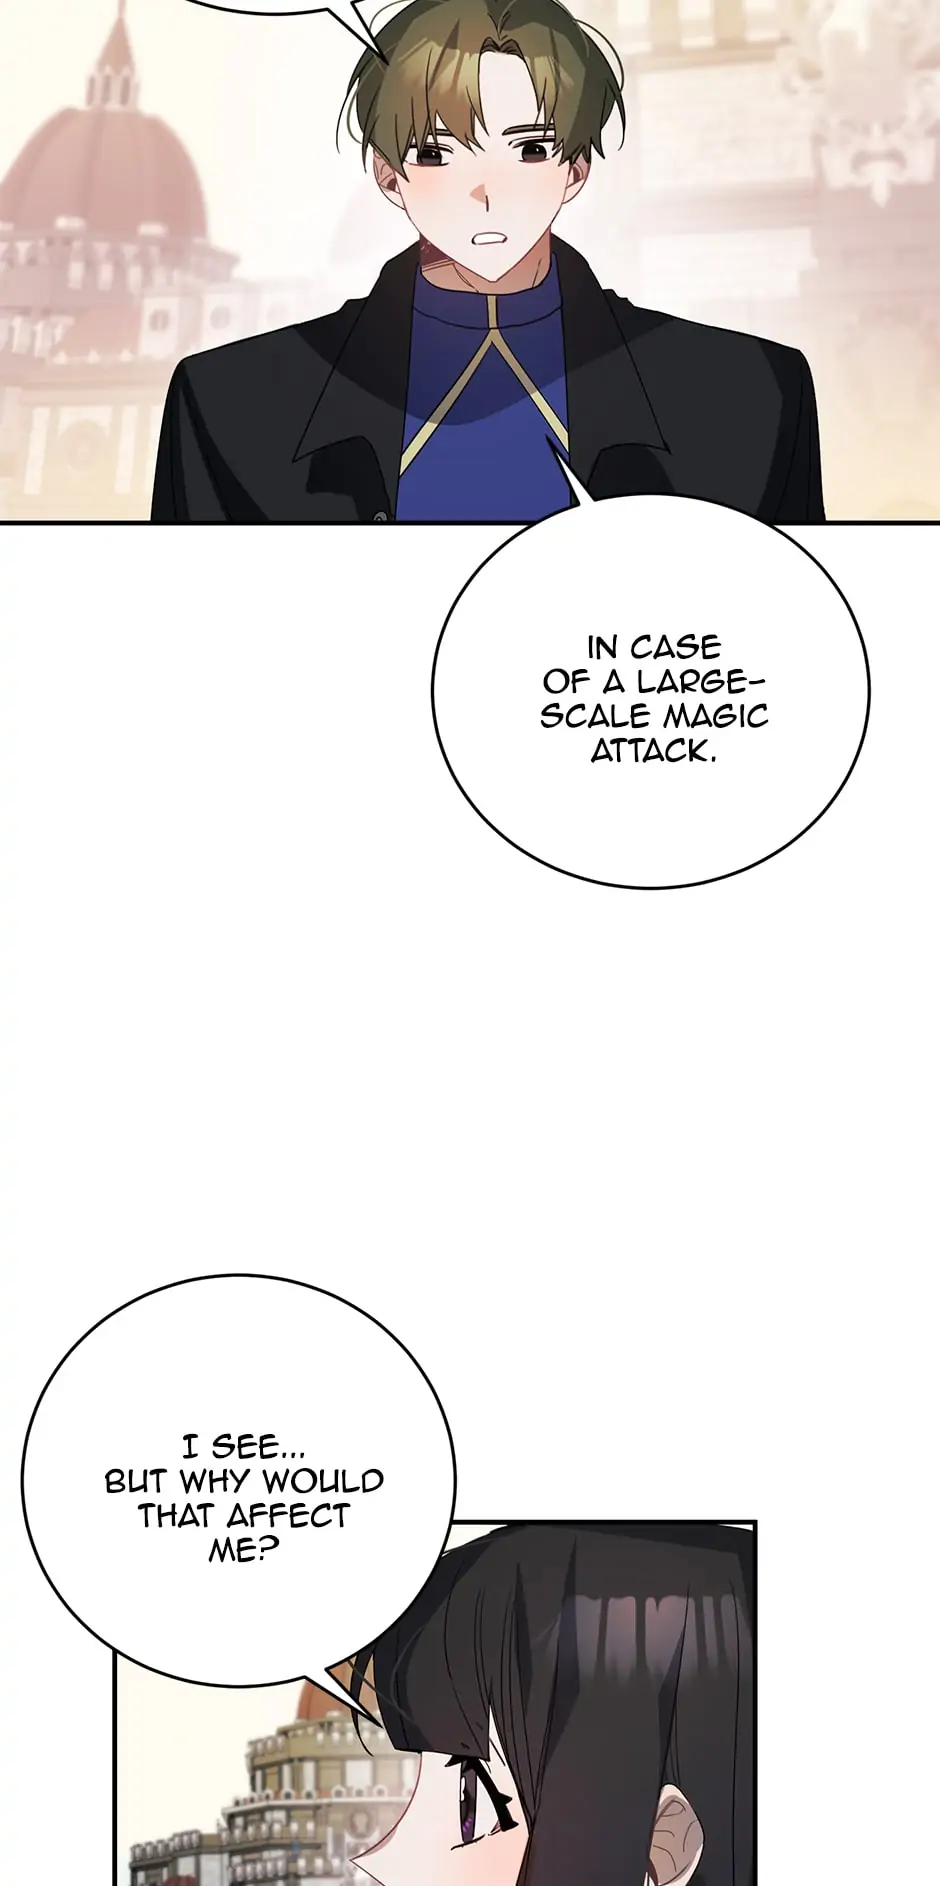 IN CASE
OF A LARGE-
SCALE MAGIC
ATTACK.
I SEE...
BUT WHY WOULD
THAT AFFECT
ME?